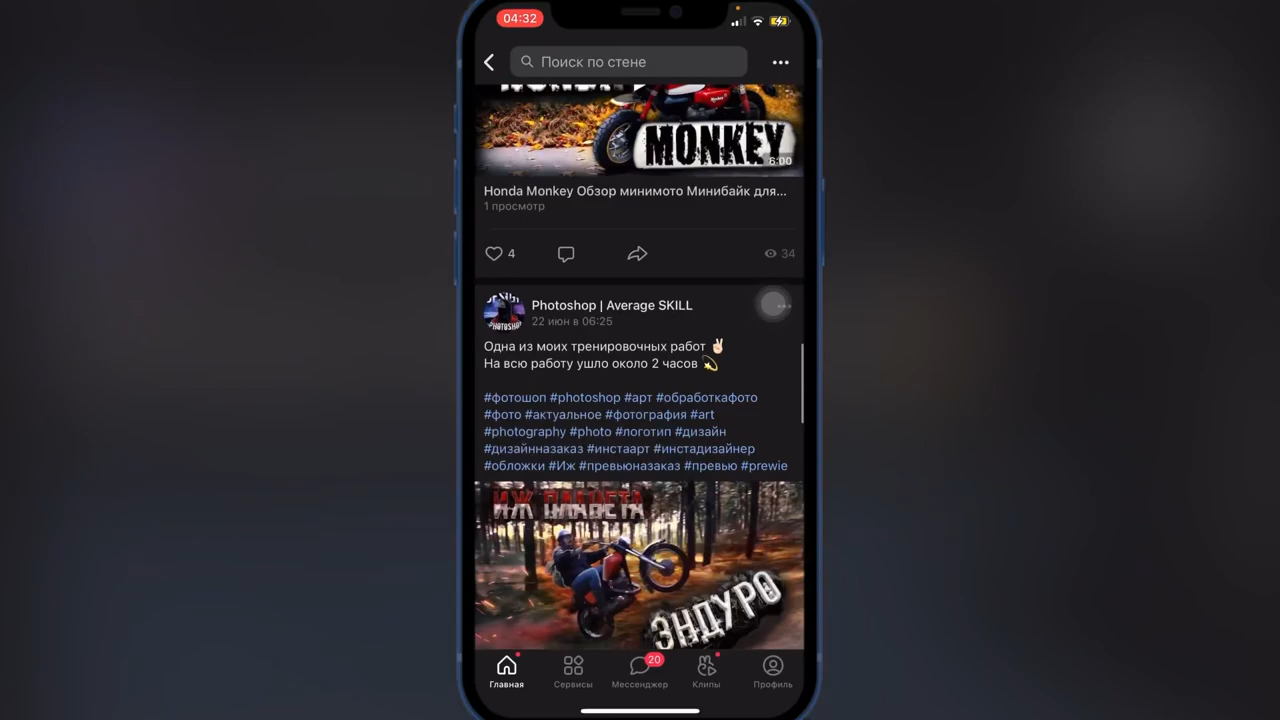 04:32
Поиск по стене
MONKEY
6:00
Honda Monkey Обзор минимото Минибайк для...
1 просмотр
4
34
Photoshop | Average SKILL
22 июн в 06:25
Одна из моих тренировочных работ ✌🏻
На всю работу ушло около 2 часов 💫
#фотошоп #photoshop #арт #обработкафото
#фото #актуальное #фотография #art
#photography #photo #логотип #дизайн
#дизайнназаказ #инстаарт #инстадизайнер
#обложки #Иж #превьюназаказ #превью #prewie
ИЖ ПЛАНЕТА
ЭНДУРО
20
Главная
Сервисы
Мессенджер
Клипы
Профиль